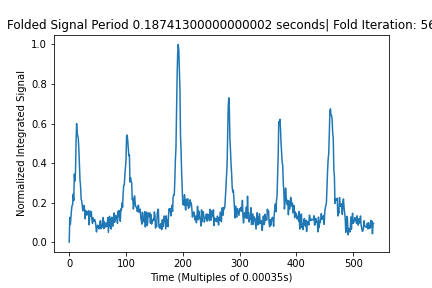 Folded Signal Period 0.18741300000000002 seconds| Fold Iteration: 56
1.0
0.8
0.6
0.4
0.2
0.0
Normalized Integrated Signal
0 100 200 300 400 500
Time (Multiples of 0.00035s)